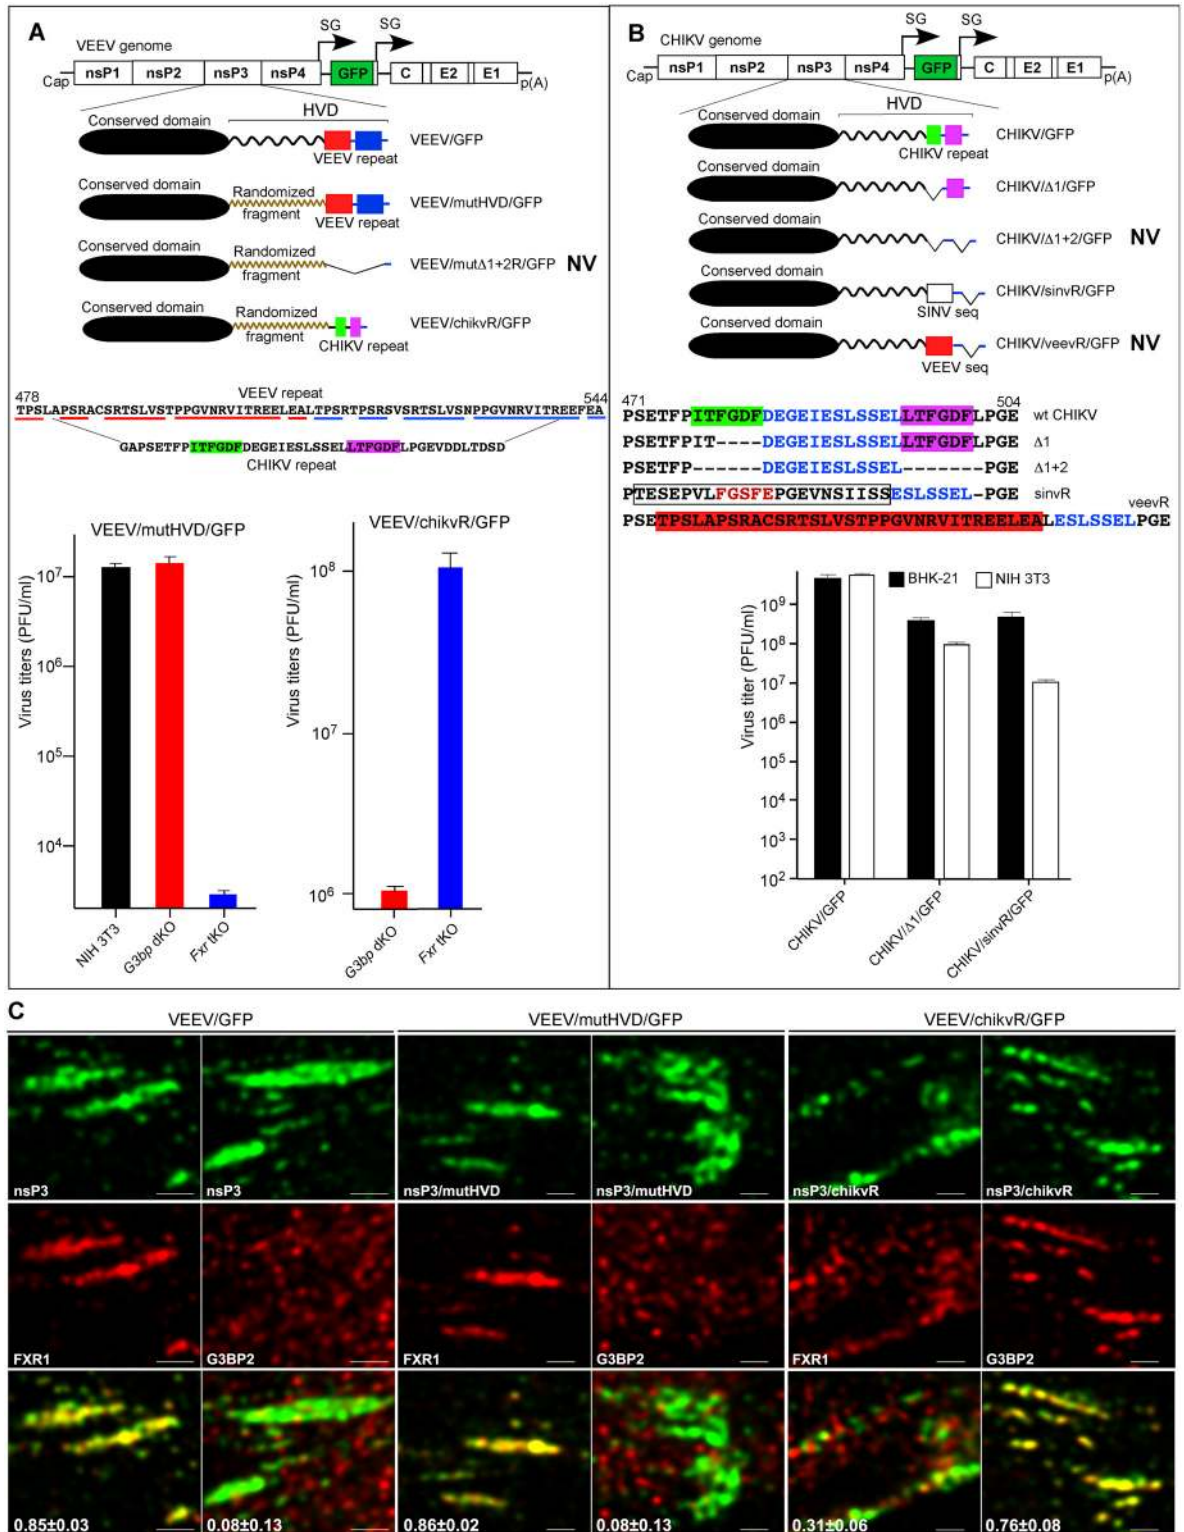 A
SG
SG
VEEV genome
Cap
nsP1
nsP2
nsP3
nsP4
GFP
C
E2
E1
p(A)
HVD
Conserved domain
VEEV/GFP
VEEV repeat
Conserved domain
Randomized
fragment
VEEV/mutHVD/GFP
VEEV repeat
Conserved domain
Randomized
fragment
VEEV/mutΔ1+2R/GFP NV
Conserved domain
Randomized
fragment
VEEV/chikvR/GFP
CHIKV repeat
VEEV repeat
478
544
TPSLAPSRACSRTSLVSTPPGVNRVITREELEALTPSRTPSRSVSRTSLVSNPPGVNRVITREEFEA
GAPSETFPITFGDFDEGEIESLSSELLTFGDFLPGEVDDLTDSD
CHIKV repeat
VEEV/mutHVD/GFP
Virus titers (PFU/ml)
10⁷
10⁶
10⁵
10⁴
NIH 3T3
G3bp dKO
Fxr tKO
VEEV/chikvR/GFP
Virus titers (PFU/ml)
10⁸
10⁷
10⁶
G3bp dKO
Fxr tKO
B
SG
SG
CHIKV genome
Cap
nsP1
nsP2
nsP3
nsP4
GFP
C
E2
E1
p(A)
HVD
Conserved domain
CHIKV/GFP
CHIKV repeat
Conserved domain
CHIKV/Δ1/GFP
Conserved domain
CHIKV/Δ1+2/GFP NV
Conserved domain
CHIKV/sinvR/GFP
SINV seq
Conserved domain
CHIKV/veevR/GFP NV
VEEV seq
471
504
PSETFPITFGDFDEGEIESLSSELLTFGDFLPGE wt CHIKV
PSETFPIT----DEGEIESLSSELLTFGDFLPGE Δ1
PSETFP------DEGEIESLSSEL-------PGE Δ1+2
PTESEPVLFGSFEPGEVNSIISSESLSSEL-PGE sinvR
veevR
PSETPSLAPSRACSRTSLVSTPPGVNRVITREELEALESLSSELPGE
Virus titer (PFU/ml)
BHK-21
NIH 3T3
10⁹
10⁸
10⁷
10⁶
10⁵
10⁴
10³
10²
CHIKV/GFP
CHIKV/Δ1/GFP
CHIKV/sinvR/GFP
C
VEEV/GFP
VEEV/mutHVD/GFP
VEEV/chikvR/GFP
nsP3
nsP3
nsP3/mutHVD
nsP3/mutHVD
nsP3/chikvR
nsP3/chikvR
FXR1
G3BP2
FXR1
G3BP2
FXR1
G3BP2
0.85±0.03
0.08±0.13
0.86±0.02
0.08±0.13
0.31±0.06
0.76±0.08